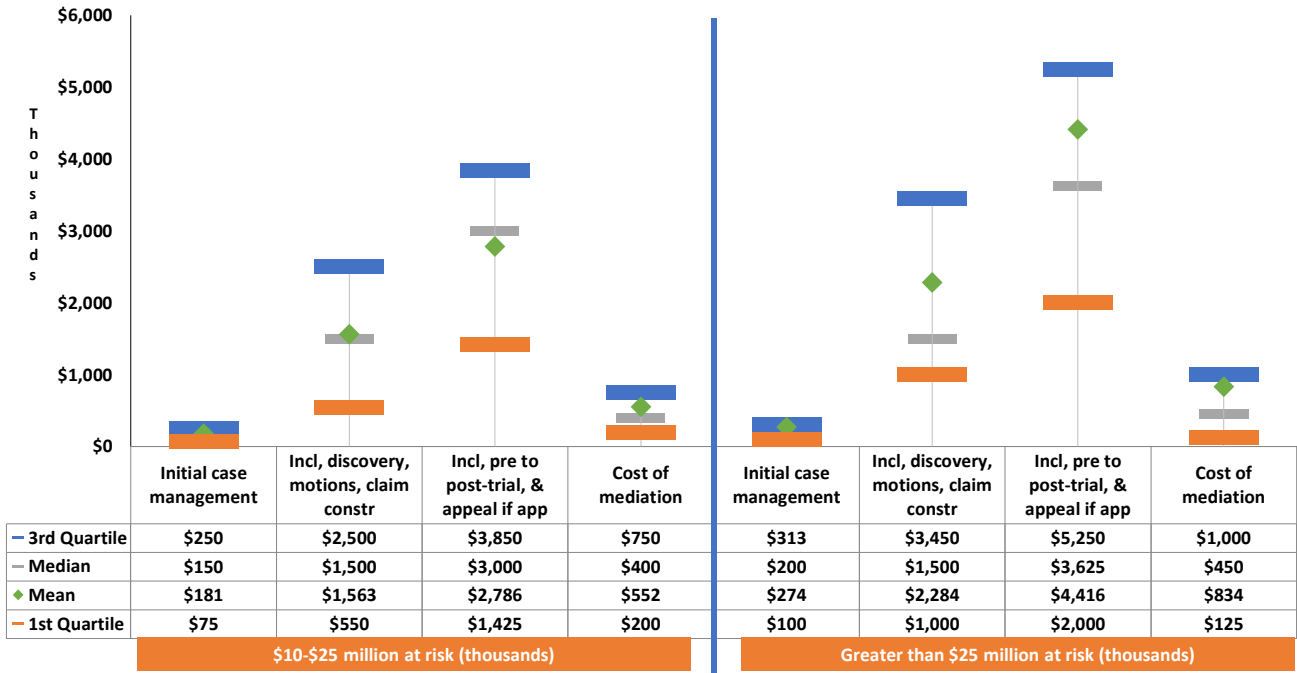 $6,000
$5,000
$4,000
$3,000
$2,000
$1,000
$0
Thousands
Initial case management
Incl, discovery, motions, claim constr
Incl, pre to post-trial, & appeal if app
Cost of mediation
Initial case management
Incl, discovery, motions, claim constr
Incl, pre to post-trial, & appeal if app
Cost of mediation
3rd Quartile $250 $2,500 $3,850 $750 $313 $3,450 $5,250 $1,000
Median $150 $1,500 $3,000 $400 $200 $1,500 $3,625 $450
Mean $181 $1,563 $2,786 $552 $274 $2,284 $4,416 $834
1st Quartile $75 $550 $1,425 $200 $100 $1,000 $2,000 $125
$10-$25 million at risk (thousands)
Greater than $25 million at risk (thousands)